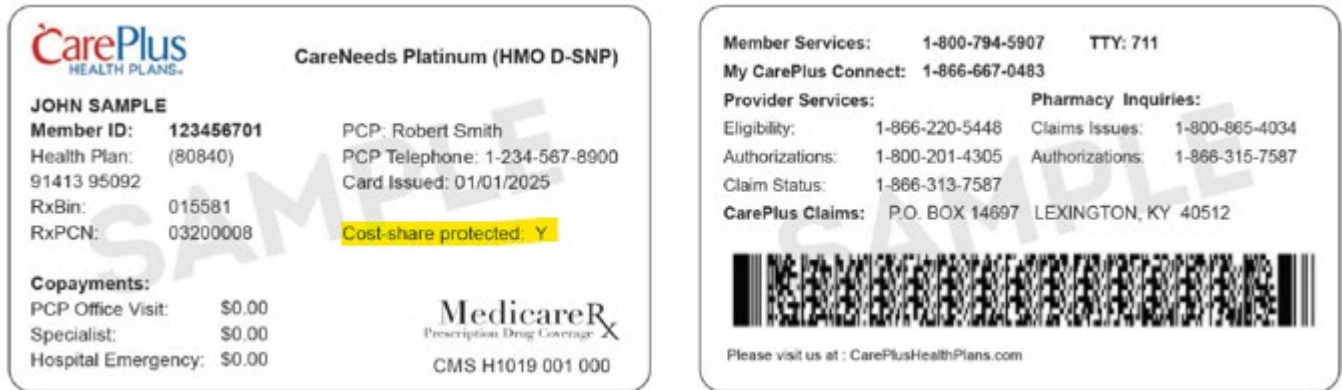 CarePlus
HEALTH PLANS.
CareNeeds Platinum (HMO D-SNP)
JOHN SAMPLE
Member ID: 123456701
Health Plan: (80840)
91413 95092
RxBin: 015581
RxPCN: 03200008
PCP: Robert Smith
PCP Telephone: 1-234-567-8900
Card Issued: 01/01/2025
Cost-share protected: Y
Copayments:
PCP Office Visit: $0.00
Specialist: $0.00
Hospital Emergency: $0.00
MedicareRx
Prescription Drug Coverage
CMS H1019 001 000
SAMPLE
Member Services: 1-800-794-5907 TTY: 711
My CarePlus Connect: 1-866-667-0483
Provider Services:
Eligibility: 1-866-220-5448
Authorizations: 1-800-201-4305
Claim Status: 1-866-313-7587
Pharmacy Inquiries:
Claims Issues: 1-800-865-4034
Authorizations: 1-866-315-7587
CarePlus Claims: P.O. BOX 14697 LEXINGTON, KY 40512
Please visit us at : CarePlusHealthPlans.com
SAMPLE